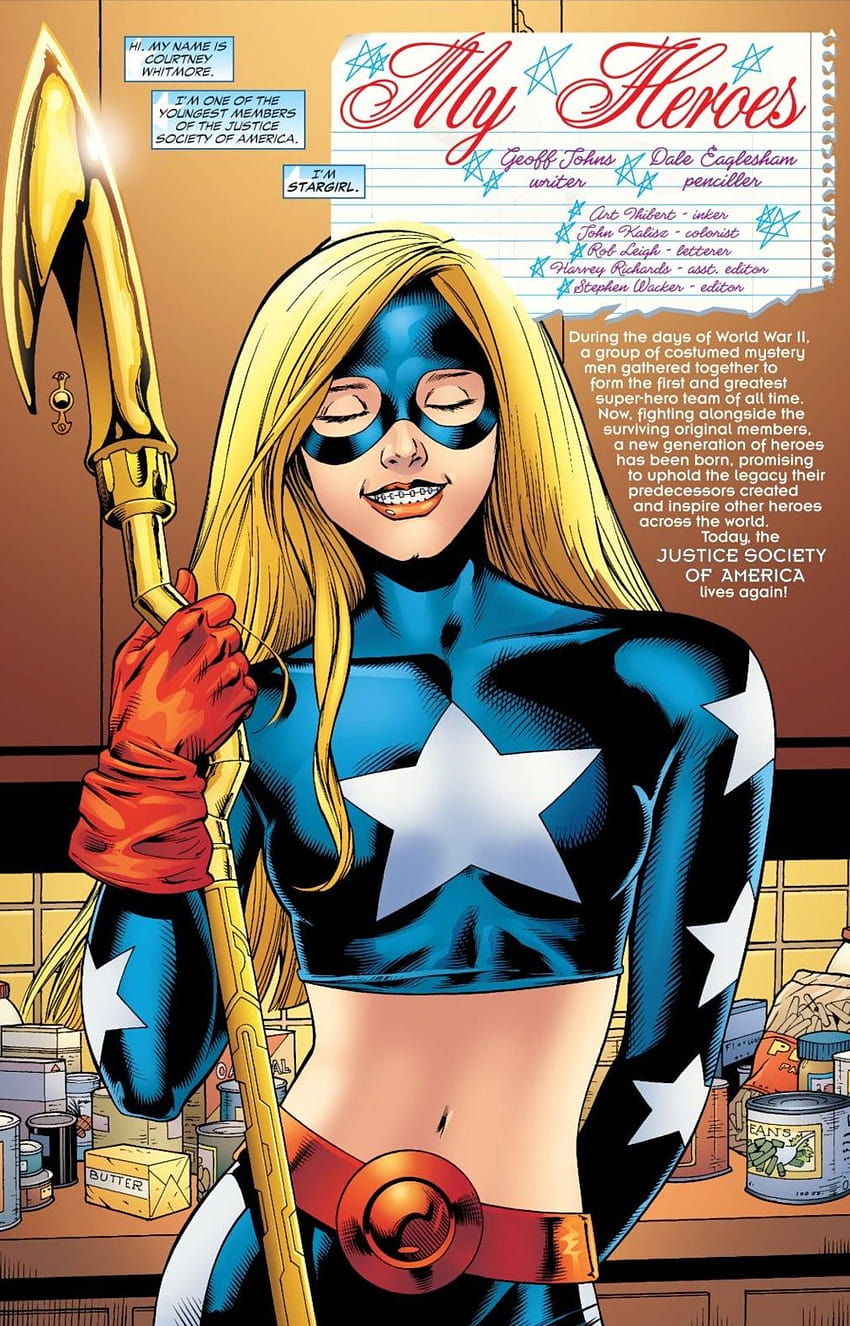 HI. MY NAME IS
COURTNEY
WHITMORE.
I'M ONE OF THE
YOUNGEST MEMBERS
OF THE JUSTICE
SOCIETY OF AMERICA.
I'M
STARGIRL.
My Heroes
Geoff Johns
writer
Dale Eaglesham
penciller
Art Thibert - inker
John Kalisz - colorist
Rob Leigh - letterer
Harvey Richards - asst. editor
Stephen Wacker - editor
During the days of World War II,
a group of costumed mystery
men gathered together to
form the first and greatest
super-hero team of all time.
Now, fighting alongside the
surviving original members,
a new generation of heroes
has been born, promising
to uphold the legacy their
predecessors created
and inspire other heroes
across the world.
Today, the
JUSTICE SOCIETY
OF AMERICA
lives again!
BUTTER
EANS